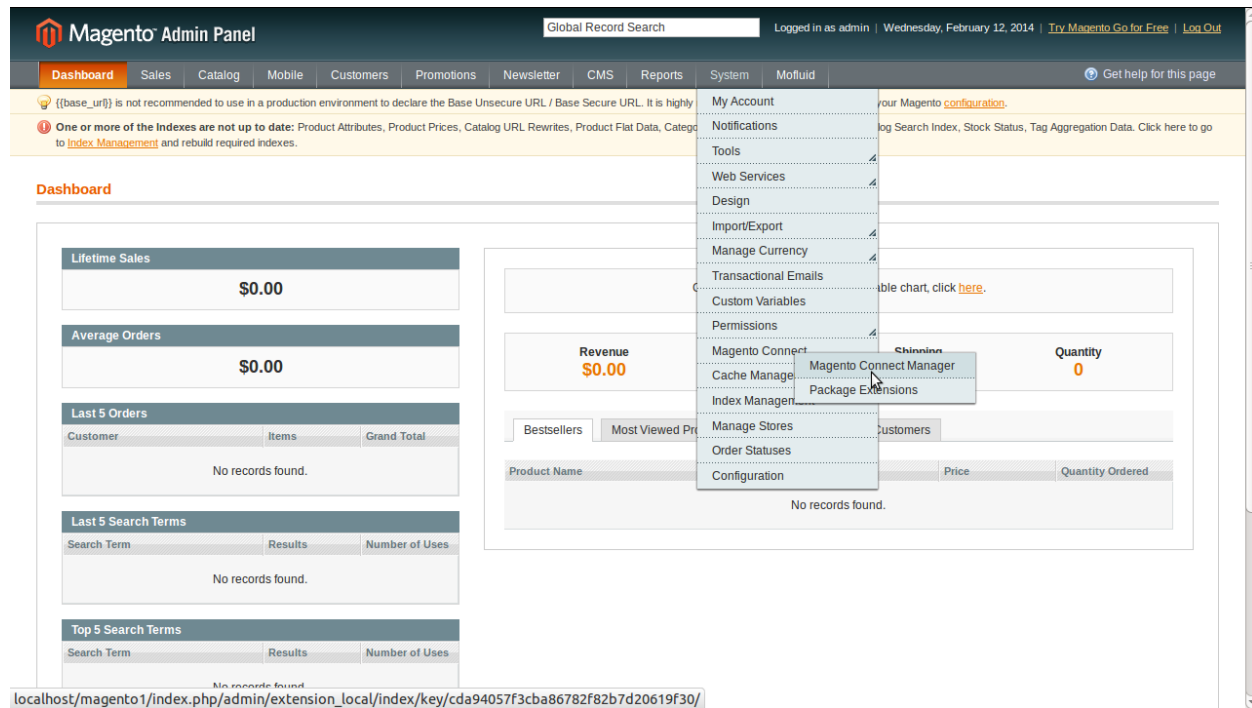 Magento Admin Panel
Global Record Search
Logged in as admin | Wednesday, February 12, 2014 | Try Magento Go for Free | Log Out
Dashboard Sales Catalog Mobile Customers Promotions Newsletter CMS Reports System Mofluid
Get help for this page
{{base_url}} is not recommended to use in a production environment to declare the Base Unsecure URL / Base Secure URL. It is highly your Magento configuration.
One or more of the Indexes are not up to date: Product Attributes, Product Prices, Catalog URL Rewrites, Product Flat Data, Search Index, Stock Status, Tag Aggregation Data. Click here to go
to Index Management and rebuild required indexes.
My Account
Notifications
Tools
Web Services
Design
Import/Export
Manage Currency
Transactional Emails
Custom Variables
Permissions
Magento Connect
Cache
Index
Manage Stores
Order Statuses
Configuration
Magento Connect Manager
Package Extensions
Dashboard
Lifetime Sales
$0.00
Average Orders
$0.00
Last 5 Orders
Customer Items Grand Total
No records found.
Last 5 Search Terms
Search Term Results Number of Uses
No records found.
Top 5 Search Terms
Search Term Results Number of Uses
No records found.
chart, click here.
Revenue
$0.00
Shipping
Quantity
0
Bestsellers Most Viewed Customers
Product Name Price Quantity Ordered
No records found.
localhost/magento1/index.php/admin/extension_local/index/key/cda94057f3cba86782f82b7d20619f30/